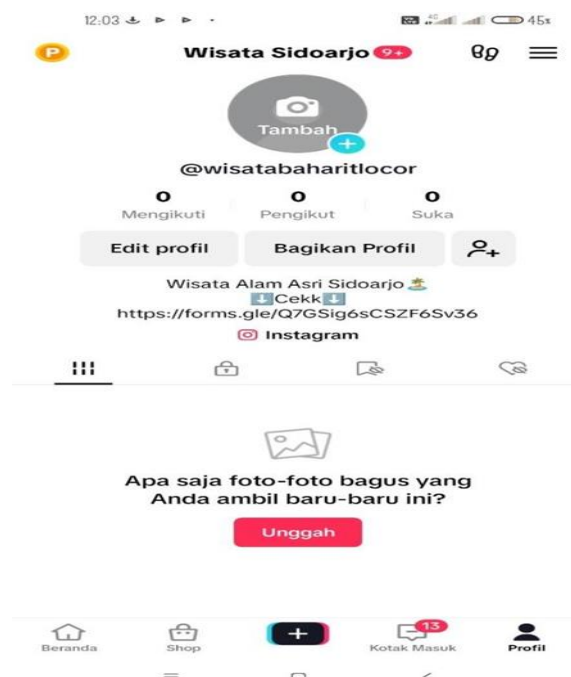 12:03
45%
P
Wisata Sidoarjo 9+
Tambah
@wisatabaharitlocor
0 0 0
Mengikuti Pengikut Suka
Edit profil Bagikan Profil
Wisata Alam Asri Sidoarjo🏝️
⬇️Cekk⬇️
https://forms.gle/Q7GSig6sCSZF6Sv36
Instagram
Apa saja foto-foto bagus yang
Anda ambil baru-baru ini?
Unggah
13
Beranda Shop Kotak Masuk Profil